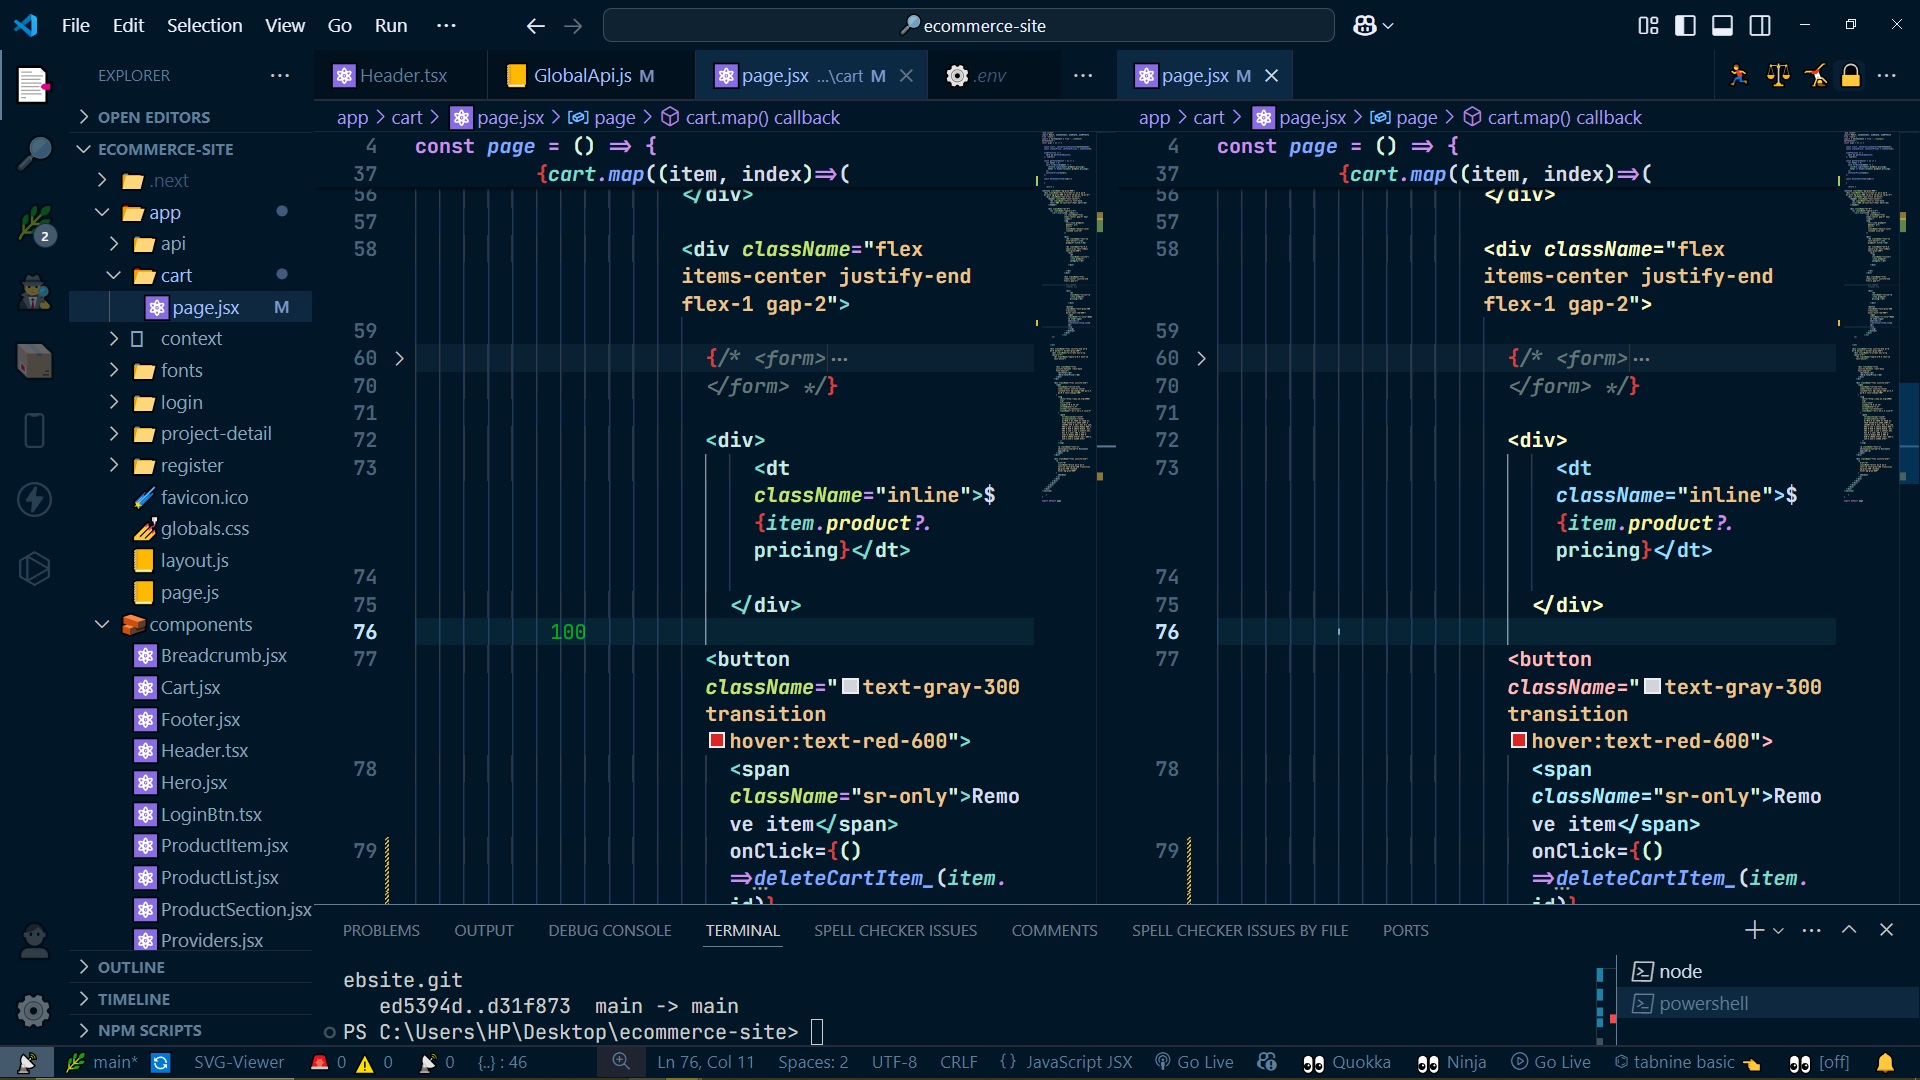 File Edit Selection View Go Run ...
ecommerce-site
EXPLORER
OPEN EDITORS
ECOMMERCE-SITE
.next
app
api
cart
page.jsx M
context
fonts
login
project-detail
register
favicon.ico
globals.css
layout.js
page.js
components
Breadcrumb.jsx
Cart.jsx
Footer.jsx
Header.tsx
Hero.jsx
LoginBtn.tsx
ProductItem.jsx
ProductList.jsx
ProductSection.jsx
Providers.jsx
OUTLINE
TIMELINE
NPM SCRIPTS
2
Header.tsx GlobalApi.js M page.jsx ...\cart M .env
app > cart > page.jsx > page > cart.map() callback
4 const page = () => {
37 {cart.map((item, index)=>(
56 </div>
57
58 <div className="flex
items-center justify-end
flex-1 gap-2">
59
60 {/* <form>...
70 </form> */}
71
72 <div>
73 <dt
className="inline">$
{item.product?.
pricing}</dt>
74
75 </div>
76 100
77 <button
className="text-gray-300
transition
hover:text-red-600">
78 <span
className="sr-only">Remo
ve item</span>
79 onClick={()
=>deleteCartItem_(item.
id)}
page.jsx M
app > cart > page.jsx > page > cart.map() callback
4 const page = () => {
37 {cart.map((item, index)=>(
56 </div>
57
58 <div className="flex
items-center justify-end
flex-1 gap-2">
59
60 {/* <form>...
70 </form> */}
71
72 <div>
73 <dt
className="inline">$
{item.product?.
pricing}</dt>
74
75 </div>
76
77 <button
className="text-gray-300
transition
hover:text-red-600">
78 <span
className="sr-only">Remo
ve item</span>
79 onClick={()
=>deleteCartItem_(item.
id)}
PROBLEMS OUTPUT DEBUG CONSOLE TERMINAL SPELL CHECKER ISSUES COMMENTS SPELL CHECKER ISSUES BY FILE PORTS
ebsite.git
ed5394d..d31f873 main -> main
PS C:\Users\HP\Desktop\ecommerce-site>
node
powershell
main* SVG-Viewer 0 0 0 {..} : 46 Ln 76, Col 11 Spaces: 2 UTF-8 CRLF {} JavaScript JSX Go Live Quokka Ninja Go Live tabnine basic [off]